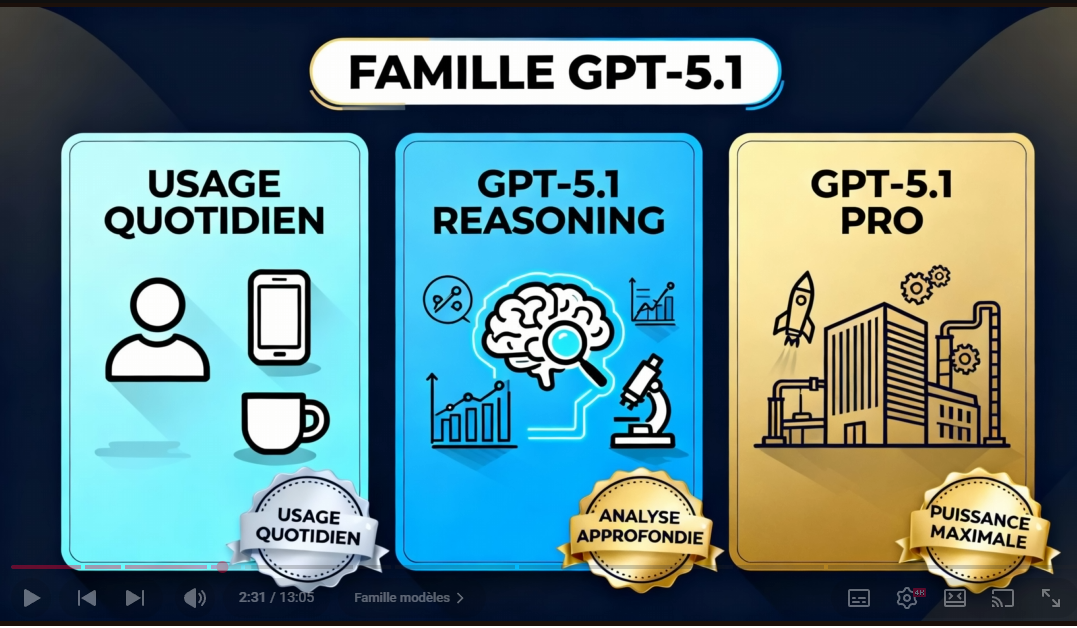 FAMILLE GPT-5.1
USAGE
QUOTIDIEN
GPT-5.1
REASONING
GPT-5.1
PRO
USAGE
QUOTIDIEN
ANALYSE
APPROFONDIE
PUISSANCE
MAXIMALE
2:31 / 13:05
Famille modèles
4K